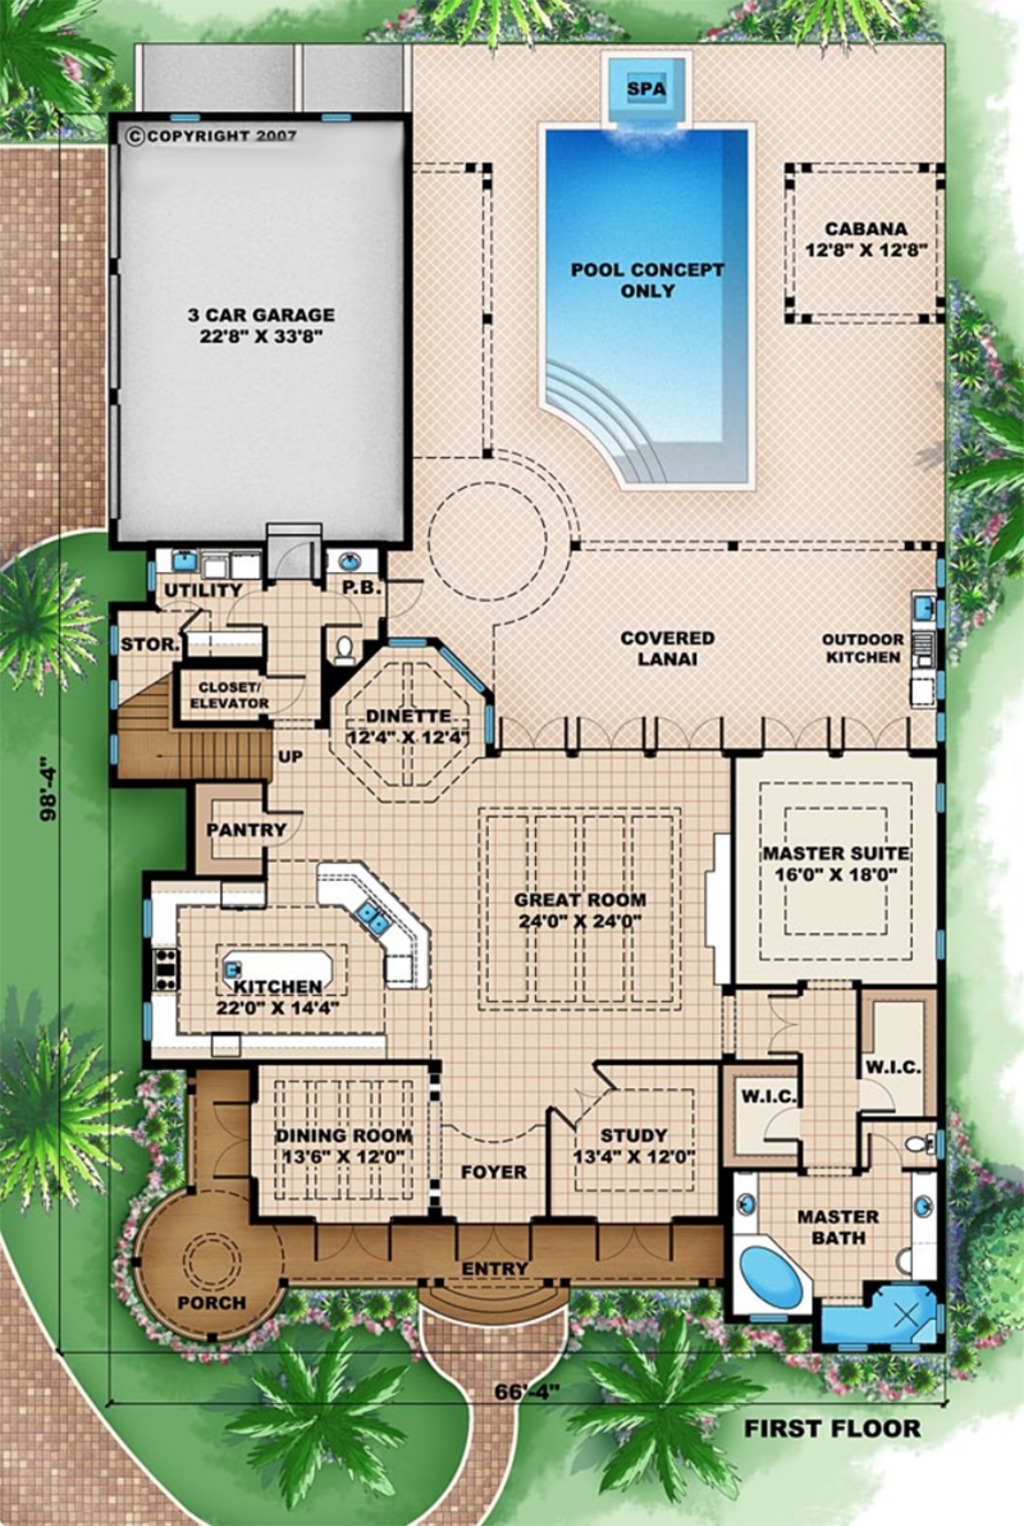 SPA
©COPYRIGHT 2007
CABANA
12'8" X 12'8"
POOL CONCEPT
ONLY
3 CAR GARAGE
22'8" X 33'8"
UTILITY
P.B.
STOR.
COVERED
LANAI
OUTDOOR
KITCHEN
CLOSET/
ELEVATOR
DINETTE
12'4" X 12'4"
UP
98'-4"
PANTRY
MASTER SUITE
16'0" X 18'0"
GREAT ROOM
24'0" X 24'0"
KITCHEN
22'0" X 14'4"
W.I.C.
W.I.C.
DINING ROOM
13'6" X 12'0"
STUDY
13'4" X 12'0"
FOYER
MASTER
BATH
ENTRY
PORCH
66'-4"
FIRST FLOOR